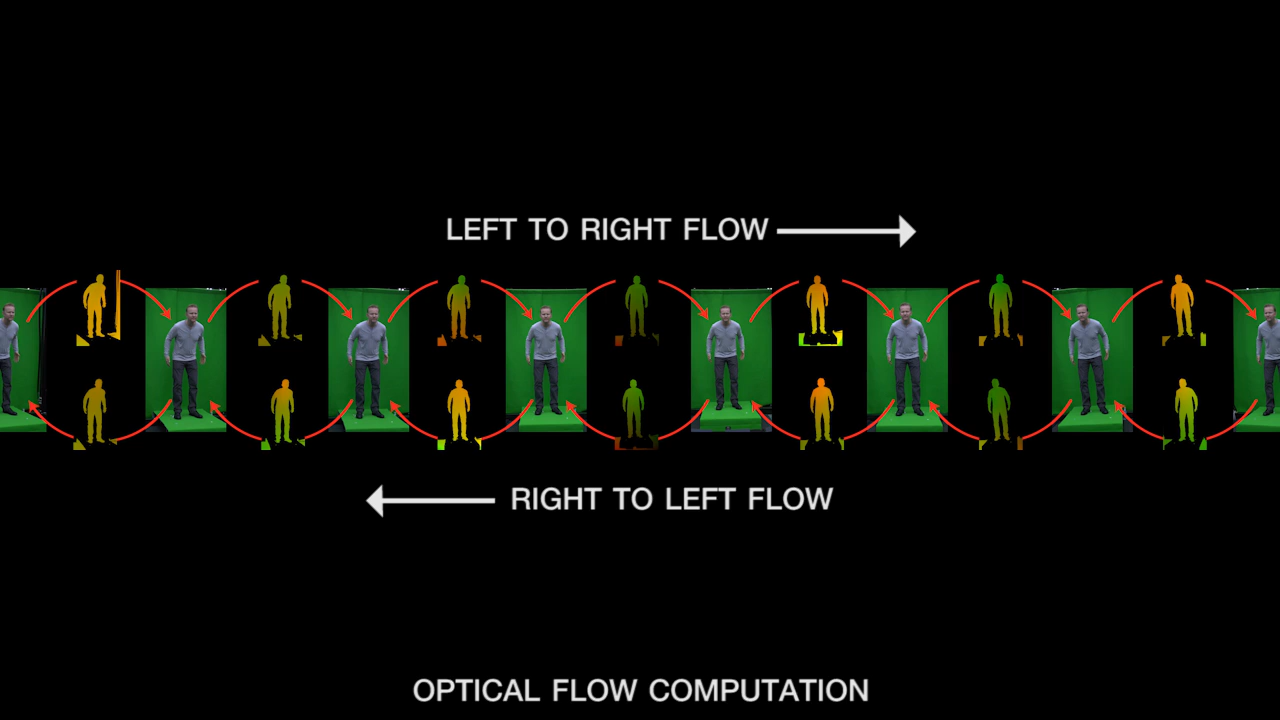 LEFT TO RIGHT FLOW
RIGHT TO LEFT FLOW
OPTICAL FLOW COMPUTATION